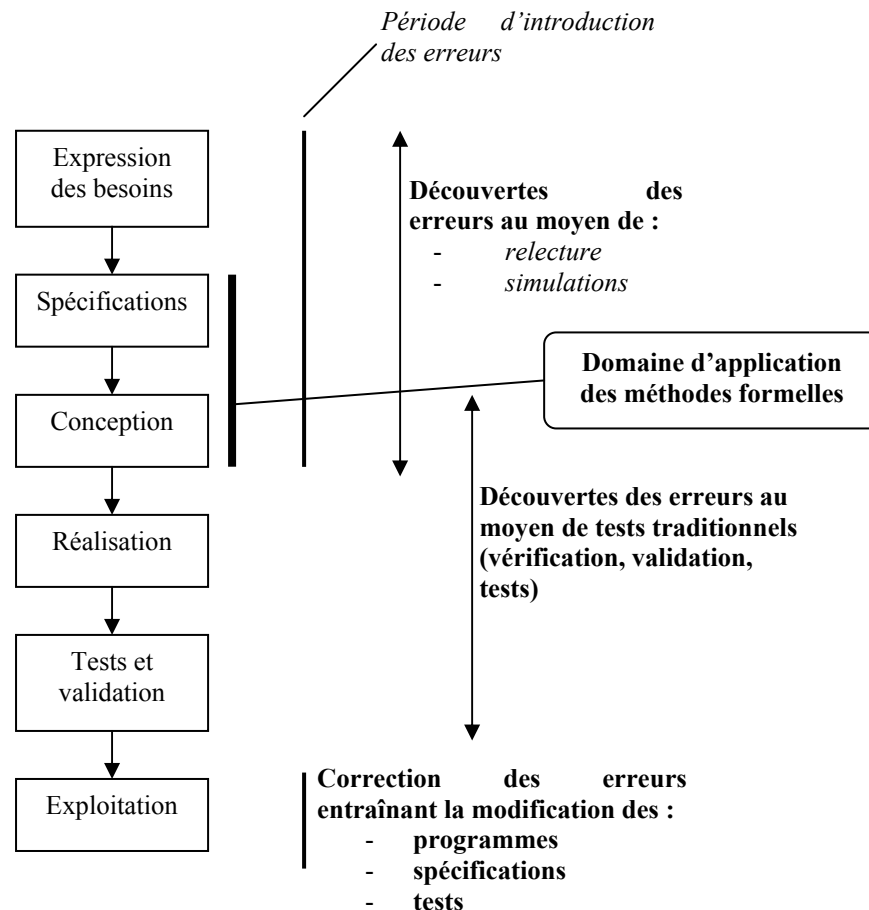 Période d'introduction
des erreurs
Expression
des besoins
Découvertes des
erreurs au moyen de :
- relecture
- simulations
Spécifications
Domaine d'application
des méthodes formelles
Conception
Découvertes des erreurs au
moyen de tests traditionnels
(vérification, validation,
tests)
Réalisation
Tests et
validation
Exploitation
Correction des erreurs
entraînant la modification des :
- programmes
- spécifications
- tests